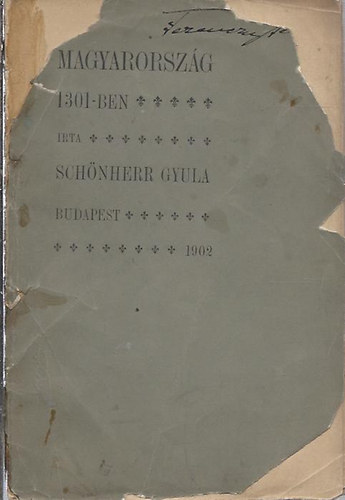 MAGYARORSZÁG
1301-BEN ✤ ✤ ✤ ✤ ✤
IRTA ✤ ✤ ✤ ✤ ✤ ✤ ✤ ✤
SCHÖNHERR GYULA
BUDAPEST ✤ ✤ ✤ ✤ ✤ ✤
✤ ✤ ✤ ✤ ✤ ✤ ✤ ✤ 1902